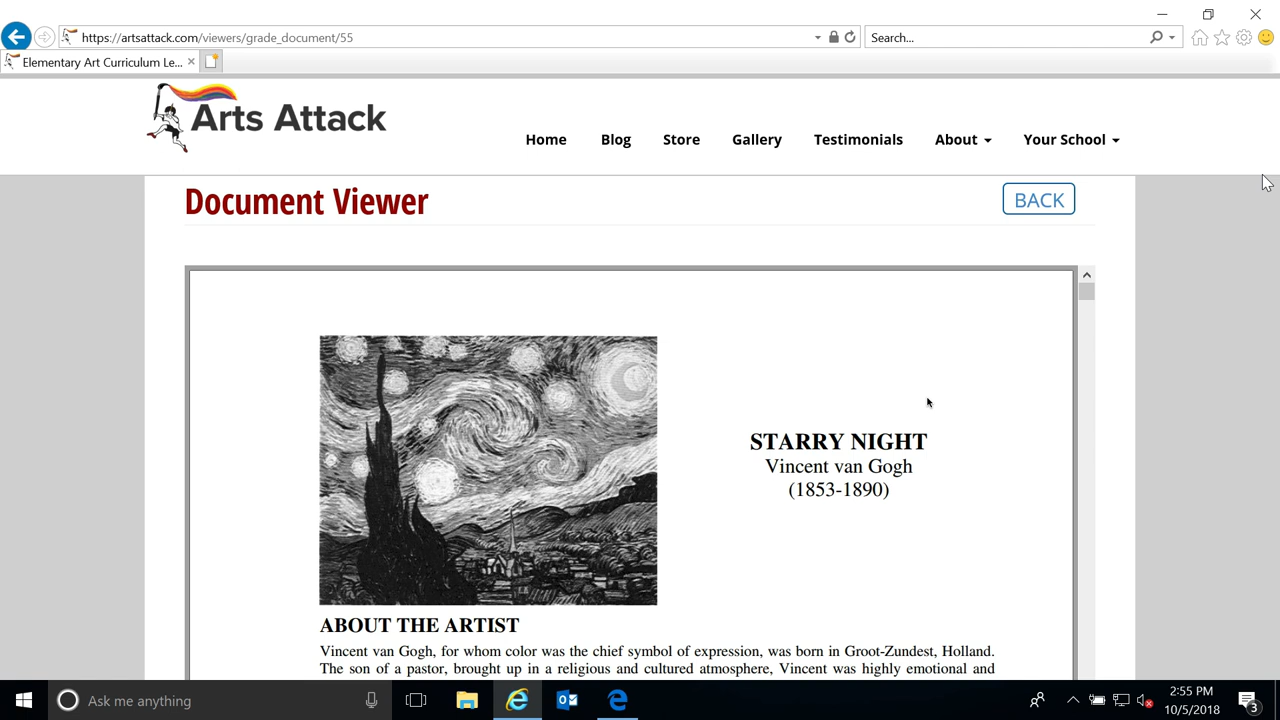 https://artsattack.com/viewers/grade_document/55
Search...
Elementary Art Curriculum Le...
Arts Attack
Home Blog Store Gallery Testimonials About Your School
Document Viewer
BACK
STARRY NIGHT
Vincent van Gogh
(1853-1890)
ABOUT THE ARTIST
Vincent van Gogh, for whom color was the chief symbol of expression, was born in Groot-Zundest, Holland.
The son of a pastor, brought up in a religious and cultured atmosphere, Vincent was highly emotional and
Ask me anything
2:55 PM
10/5/2018
3